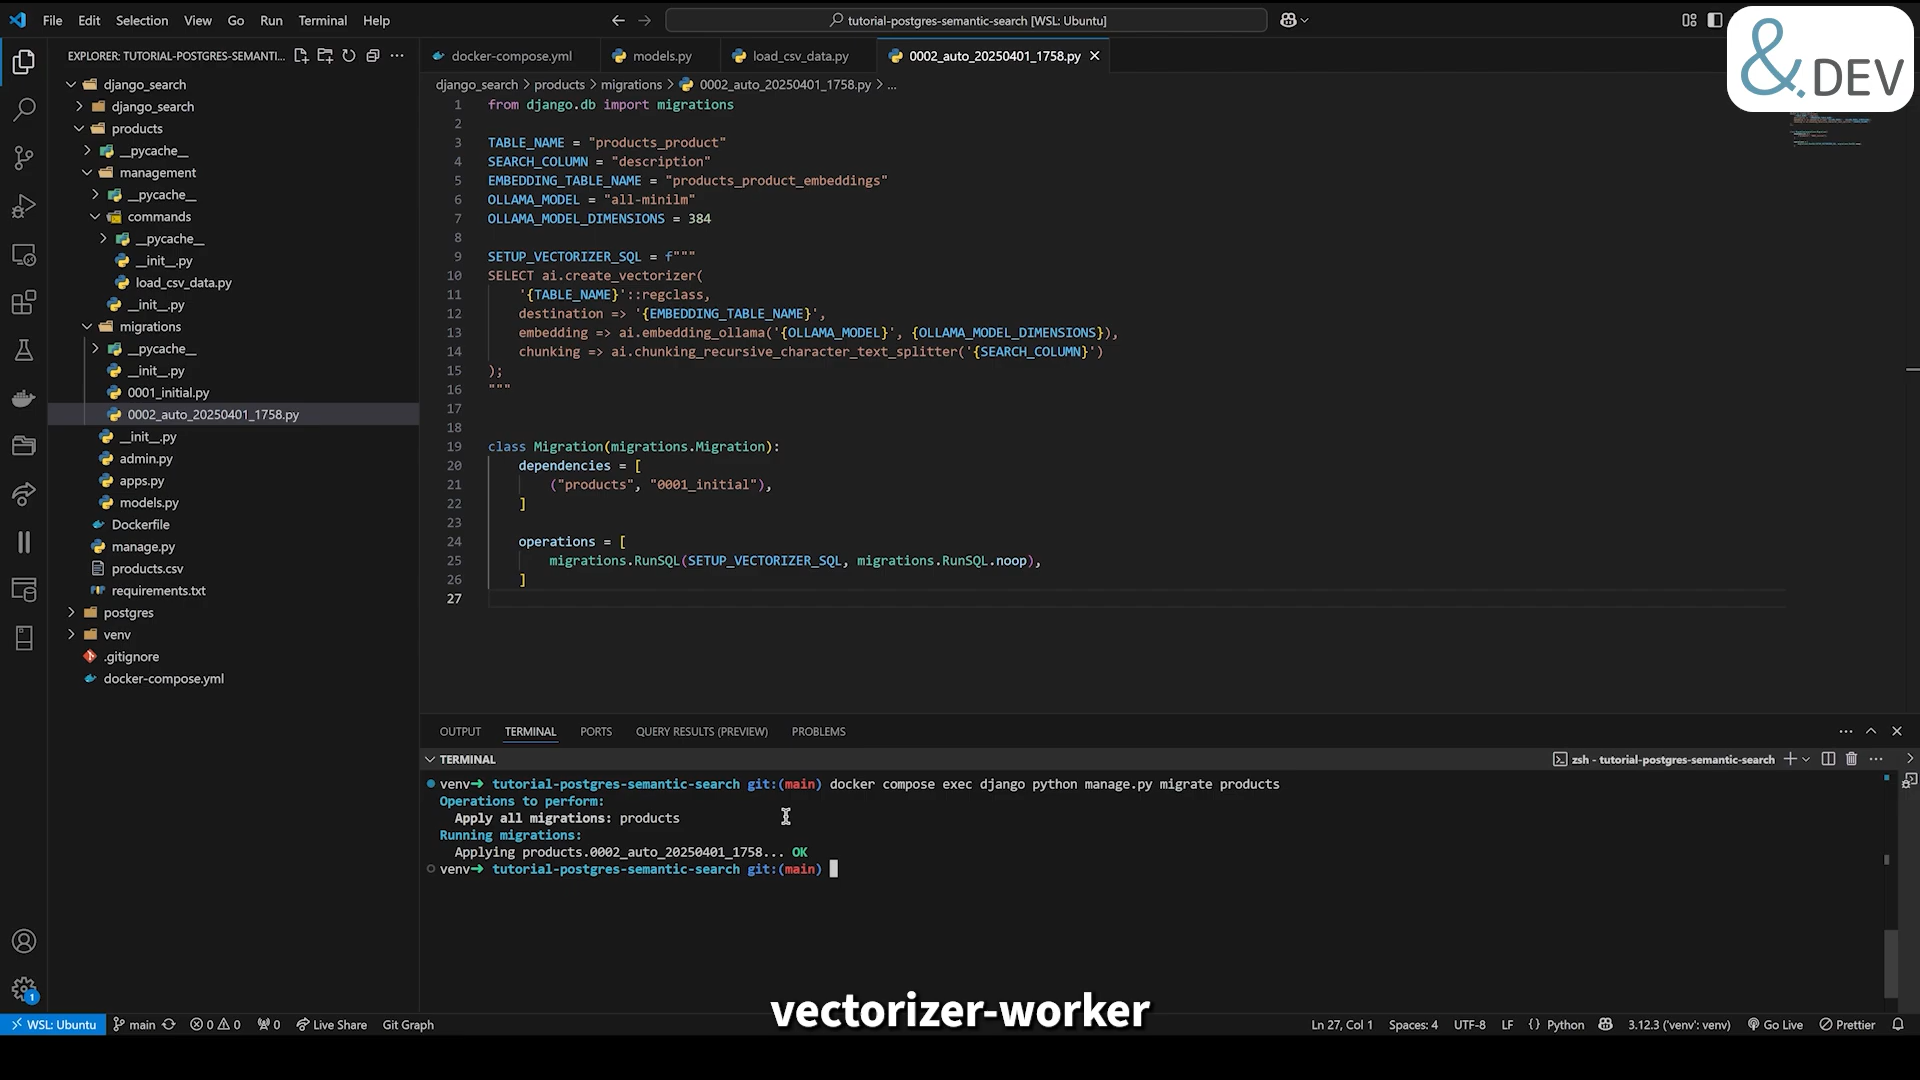 File Edit Selection View Go Run Terminal Help
tutorial-postgres-semantic-search [WSL: Ubuntu]
&.DEV
EXPLORER: TUTORIAL-POSTGRES-SEMANTI...
django_search
django_search
products
__pycache__
management
__pycache__
commands
__pycache__
__init__.py
load_csv_data.py
__init__.py
migrations
__pycache__
__init__.py
0001_initial.py
0002_auto_20250401_1758.py
__init__.py
admin.py
apps.py
models.py
Dockerfile
manage.py
products.csv
requirements.txt
postgres
venv
.gitignore
docker-compose.yml
docker-compose.yml models.py load_csv_data.py 0002_auto_20250401_1758.py
django_search > products > migrations > 0002_auto_20250401_1758.py > ...
1 from django.db import migrations
2
3 TABLE_NAME = "products_product"
4 SEARCH_COLUMN = "description"
5 EMBEDDING_TABLE_NAME = "products_product_embeddings"
6 OLLAMA_MODEL = "all-minilm"
7 OLLAMA_MODEL_DIMENSIONS = 384
8
9 SETUP_VECTORIZER_SQL = f"""
10 SELECT ai.create_vectorizer(
11 '{TABLE_NAME}'::regclass,
12 destination => '{EMBEDDING_TABLE_NAME}',
13 embedding => ai.embedding_ollama('{OLLAMA_MODEL}', {OLLAMA_MODEL_DIMENSIONS}),
14 chunking => ai.chunking_recursive_character_text_splitter('{SEARCH_COLUMN}')
15 );
16 """
17
18
19 class Migration(migrations.Migration):
20 dependencies = [
21 ("products", "0001_initial"),
22 ]
23
24 operations = [
25 migrations.RunSQL(SETUP_VECTORIZER_SQL, migrations.RunSQL.noop),
26 ]
27
OUTPUT TERMINAL PORTS QUERY RESULTS (PREVIEW) PROBLEMS
TERMINAL
zsh - tutorial-postgres-semantic-search
venv➜ tutorial-postgres-semantic-search git:(main) docker compose exec django python manage.py migrate products
Operations to perform:
Apply all migrations: products
Running migrations:
Applying products.0002_auto_20250401_1758... OK
venv➜ tutorial-postgres-semantic-search git:(main)
vectorizer-worker
1
WSL: Ubuntu main 0 0 0 Live Share Git Graph
Ln 27, Col 1 Spaces: 4 UTF-8 LF {} Python 3.12.3 ('venv': venv) Go Live Prettier